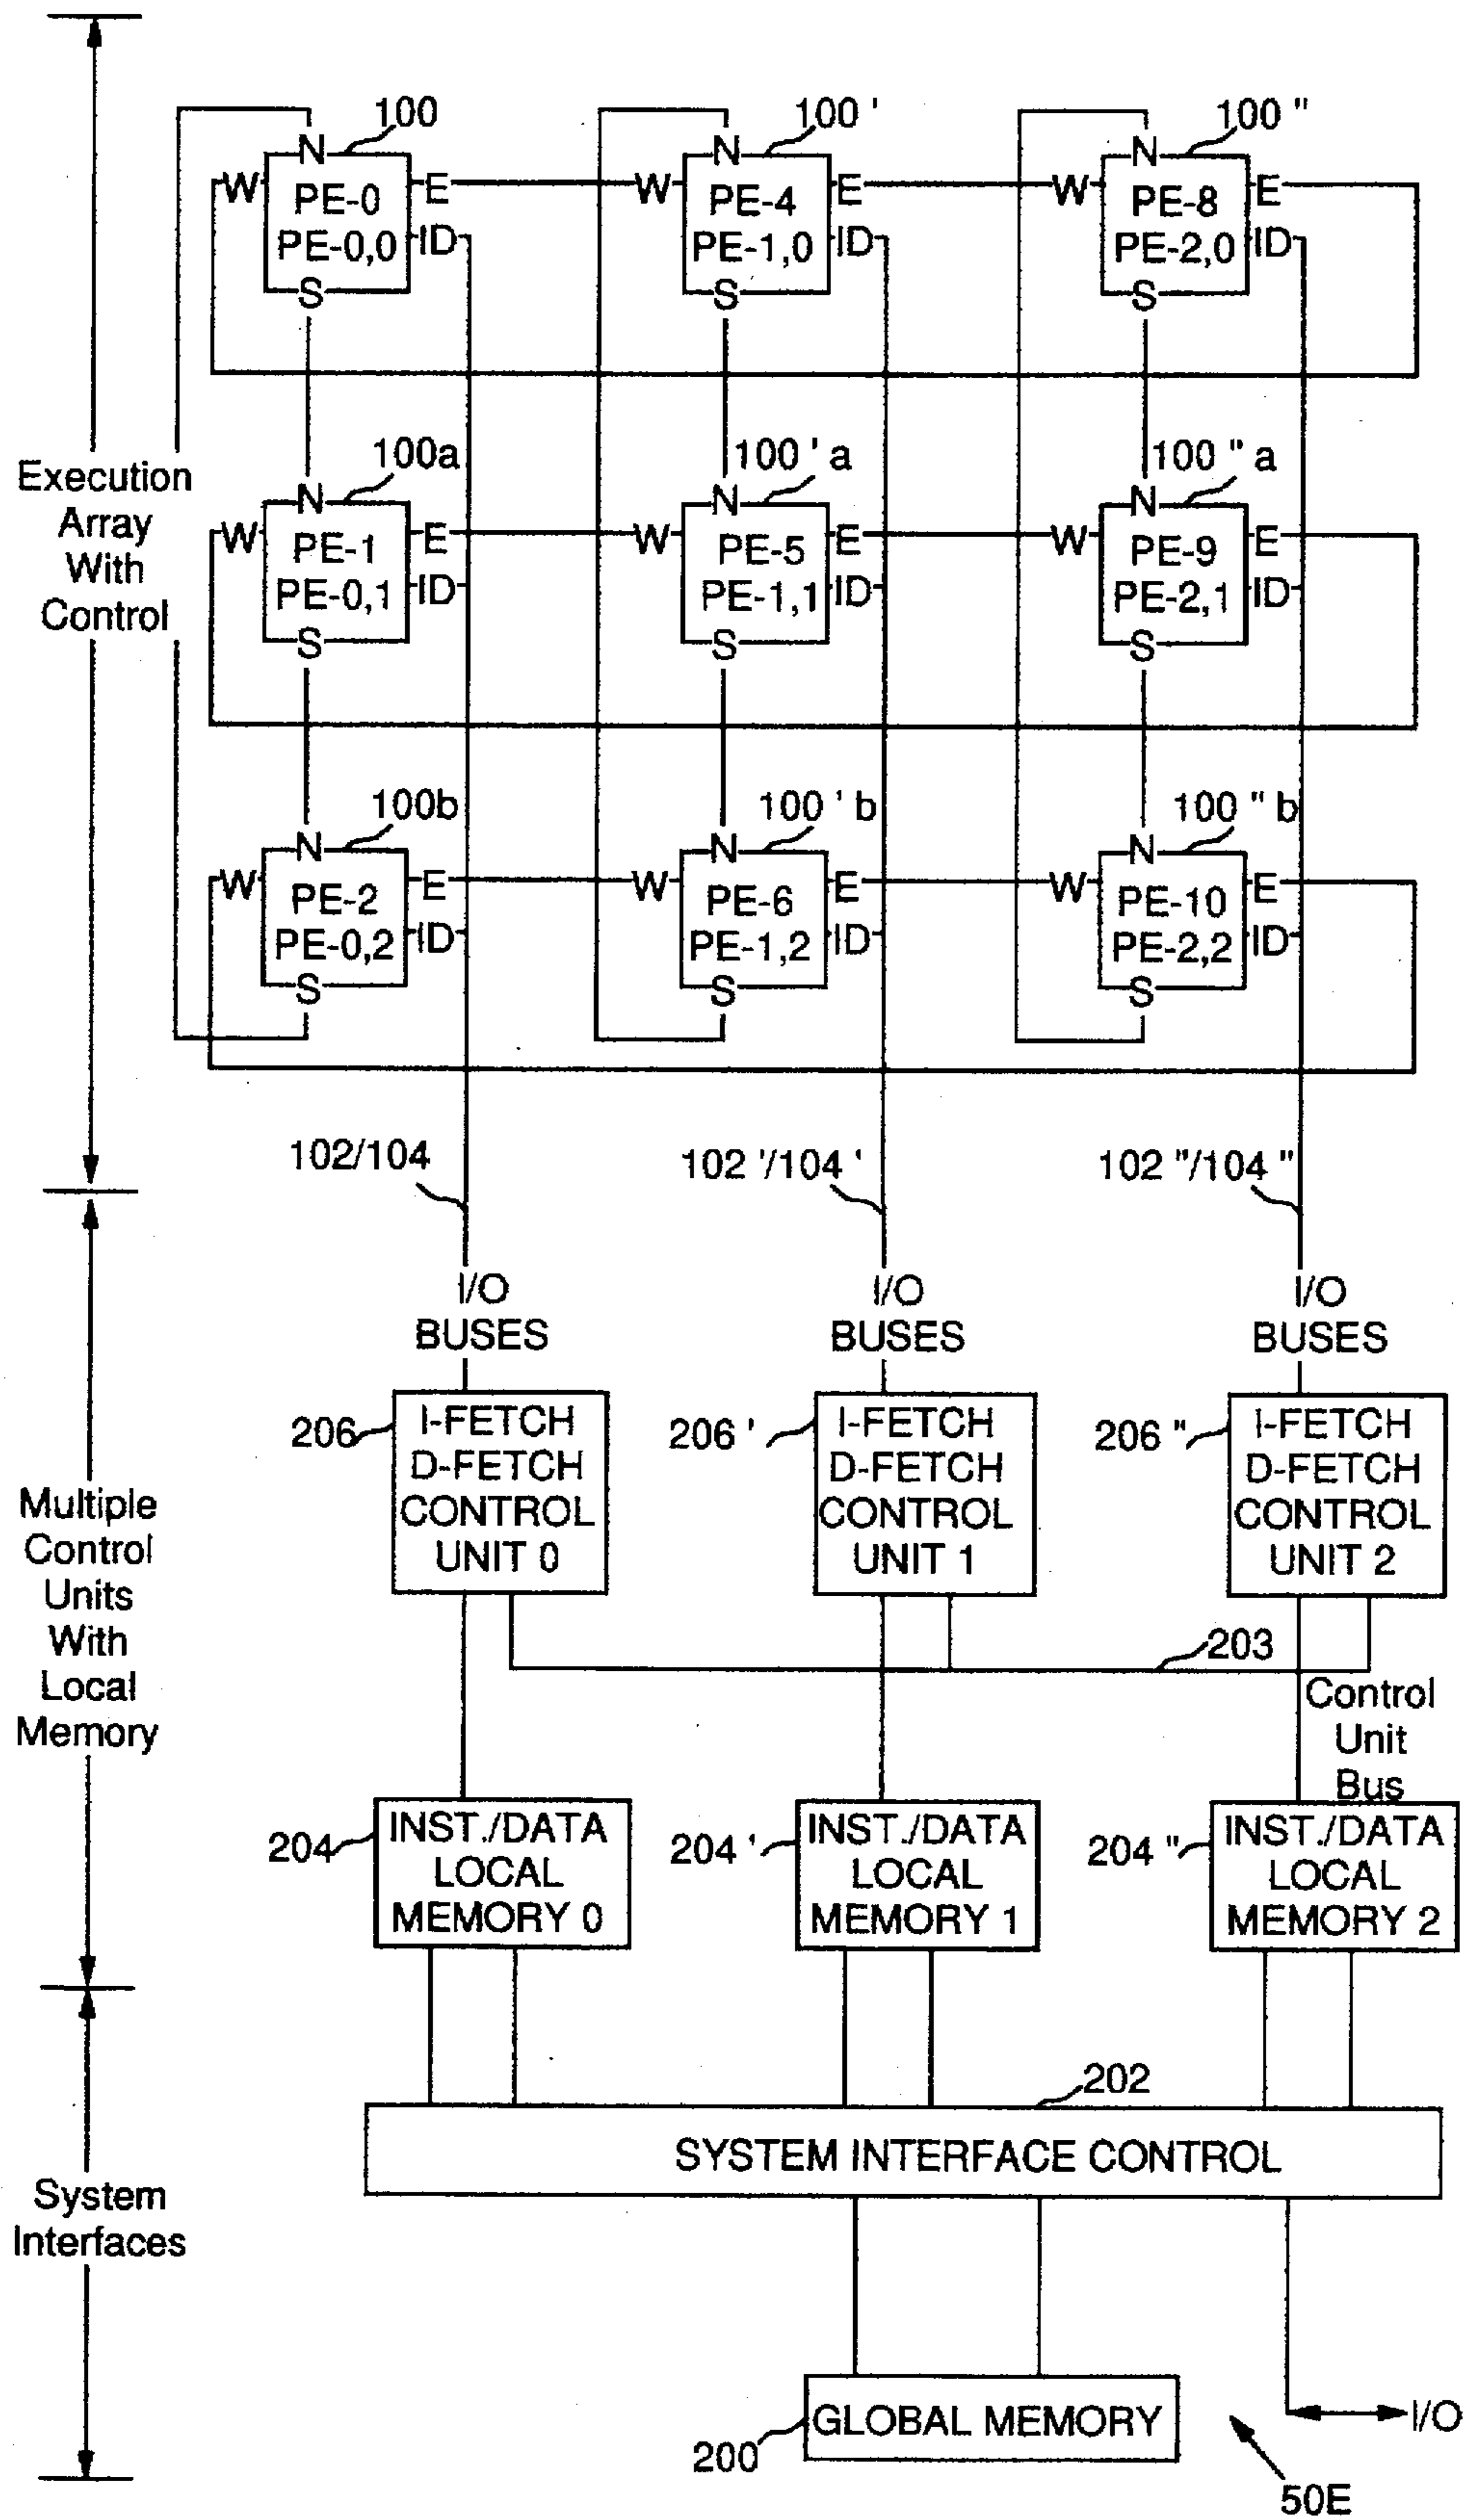 100
100 '
100 "
N
N
N
W
PE-0
PE-0,0
E
ID
S
W
PE-4
PE-1,0
E
ID
S
W
PE-8
PE-2,0
E
ID
S
Execution
Array
With
Control
100a
100 ' a
100 " a
N
N
N
W
PE-1
PE-0,1
E
ID
S
W
PE-5
PE-1,1
E
ID
S
W
PE-9
PE-2,1
E
ID
S
100b
100 ' b
100 " b
N
N
N
W
PE-2
PE-0,2
E
ID
S
W
PE-6
PE-1,2
E
ID
S
W
PE-10
PE-2,2
E
ID
S
102/104
102 '/104 '
102 "/104 "
I/O
BUSES
I/O
BUSES
I/O
BUSES
Multiple
Control
Units
With
Local
Memory
206
I-FETCH
D-FETCH
CONTROL
UNIT 0
206 '
I-FETCH
D-FETCH
CONTROL
UNIT 1
206 "
I-FETCH
D-FETCH
CONTROL
UNIT 2
203
Control
Unit
Bus
204
INST./DATA
LOCAL
MEMORY 0
204 '
INST./DATA
LOCAL
MEMORY 1
204 "
INST./DATA
LOCAL
MEMORY 2
System
Interfaces
202
SYSTEM INTERFACE CONTROL
GLOBAL MEMORY
200
I/O
50E